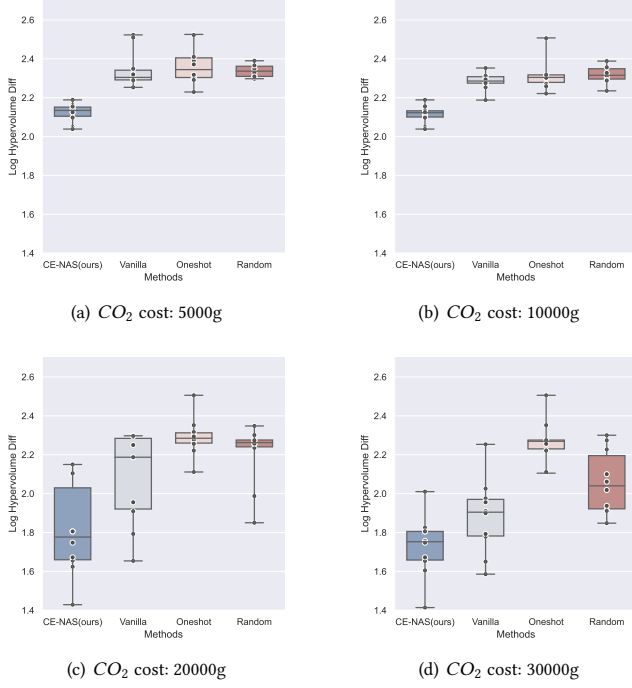 2.6
2.4
2.2
2.0
1.8
1.6
1.4
Log Hypervolume Diff
CE-NAS(ours) Vanilla Oneshot Random
Methods
(a) CO2 cost: 5000g
2.6
2.4
2.2
2.0
1.8
1.6
1.4
Log Hypervolume Diff
CE-NAS(ours) Vanilla Oneshot Random
Methods
(b) CO2 cost: 10000g
2.6
2.4
2.2
2.0
1.8
1.6
1.4
Log Hypervolume Diff
CE-NAS(ours) Vanilla Oneshot Random
Methods
(c) CO2 cost: 20000g
2.6
2.4
2.2
2.0
1.8
1.6
1.4
Log Hypervolume Diff
CE-NAS(ours) Vanilla Oneshot Random
Methods
(d) CO2 cost: 30000g